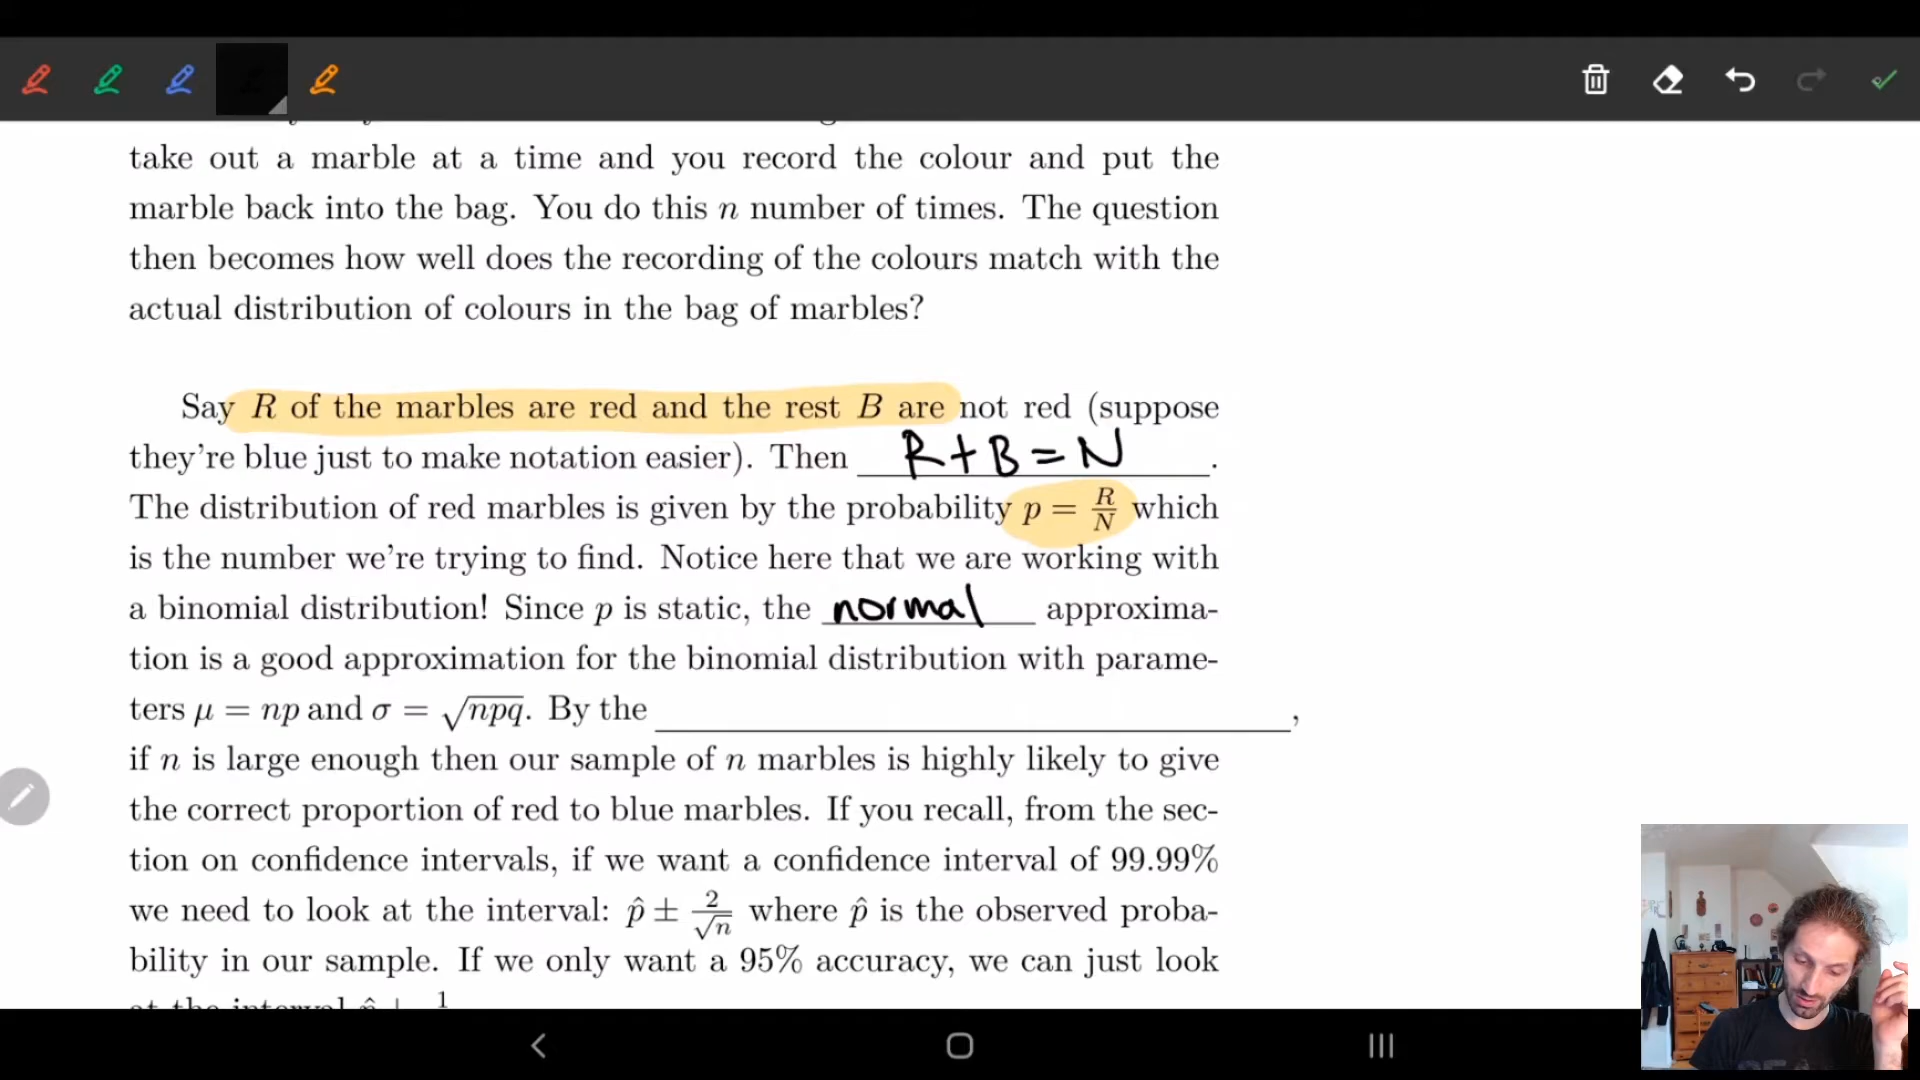 take out a marble at a time and you record the colour and put the
marble back into the bag. You do this n number of times. The question
then becomes how well does the recording of the colours match with the
actual distribution of colours in the bag of marbles?
Say R of the marbles are red and the rest B are not red (suppose
they're blue just to make notation easier). Then R+B=N.
The distribution of red marbles is given by the probability p = R/N which
is the number we're trying to find. Notice here that we are working with
a binomial distribution! Since p is static, the normal approxima-
tion is a good approximation for the binomial distribution with parame-
ters μ = np and σ = √npq. By the ____________________,
if n is large enough then our sample of n marbles is highly likely to give
the correct proportion of red to blue marbles. If you recall, from the sec-
tion on confidence intervals, if we want a confidence interval of 99.99%
we need to look at the interval: p̂ ± 2/√n where p̂ is the observed proba-
bility in our sample. If we only want a 95% accuracy, we can just look
at the interval p̂ ± 1